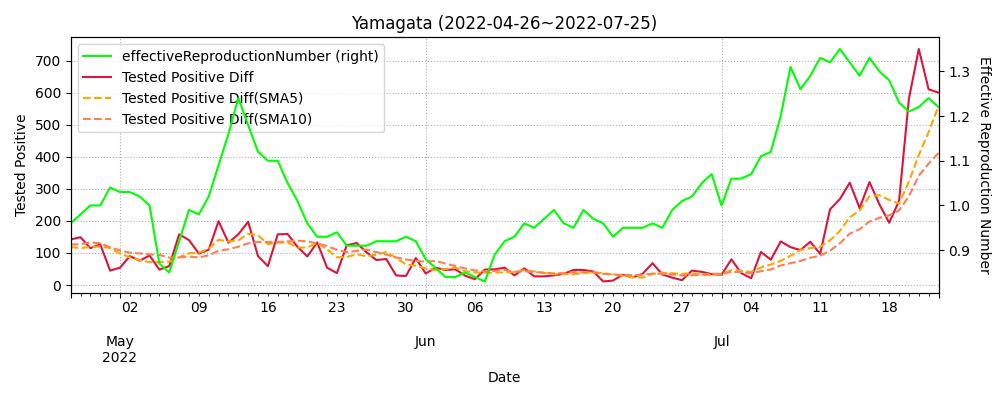 Yamagata (2022-04-26~2022-07-25)
effectiveReproductionNumber (right)
Tested Positive Diff
Tested Positive Diff(SMA5)
Tested Positive Diff(SMA10)
Tested Positive
700
600
500
400
300
200
100
0
1.3
1.2
1.1
1.0
0.9
Effective Reproduction Number
02 09 16 23 30 06 13 20 27 04 11 18
May Jun Jul
2022
Date